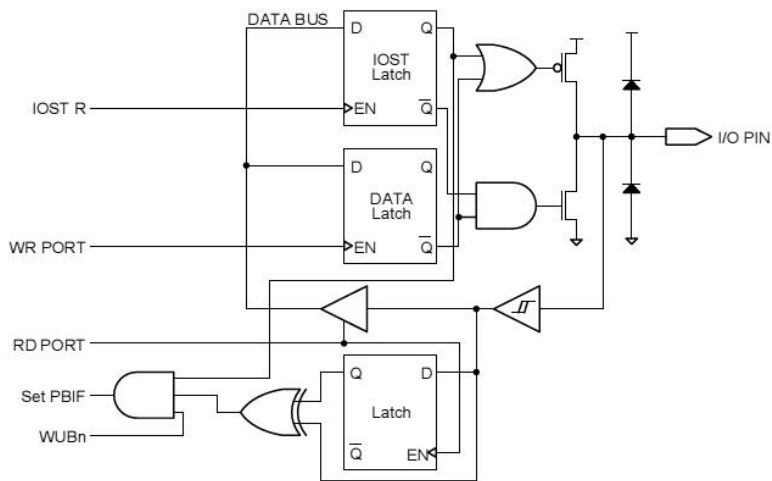 DATA BUS
D
Q
IOST
Latch
IOST R
EN
Q
I/O PIN
D
Q
DATA
Latch
WR PORT
EN
Q
RD PORT
Q
D
Set PBIF
Latch
WUBn
Q
EN